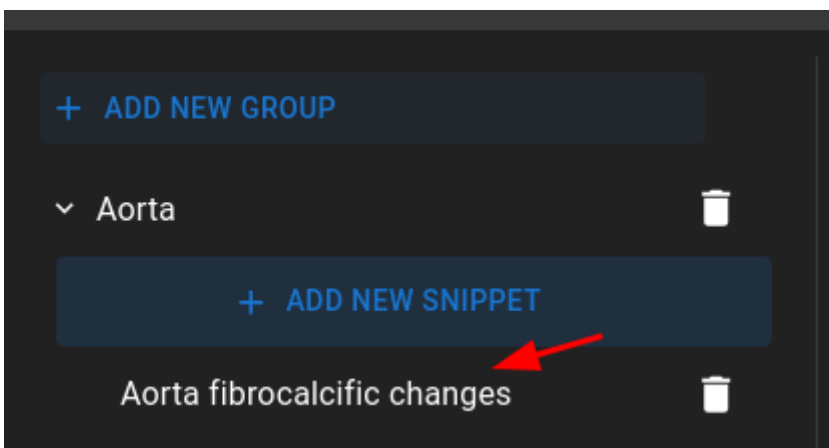 + ADD NEW GROUP
Aorta
+ ADD NEW SNIPPET
Aorta fibrocalcific changes